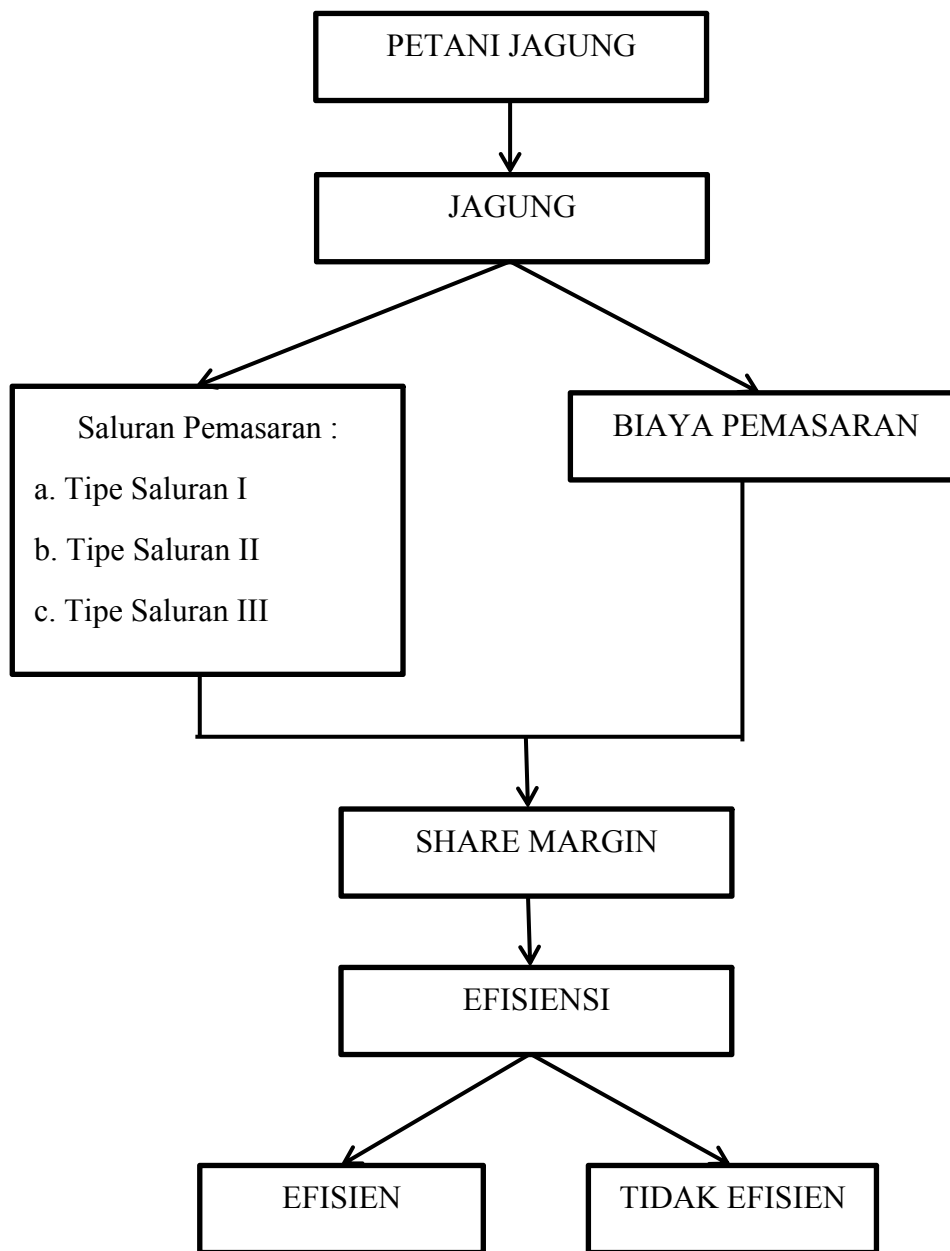 PETANI JAGUNG
JAGUNG
Saluran Pemasaran :
a. Tipe Saluran I
b. Tipe Saluran II
c. Tipe Saluran III
BIAYA PEMASARAN
SHARE MARGIN
EFISIENSI
EFISIEN
TIDAK EFISIEN